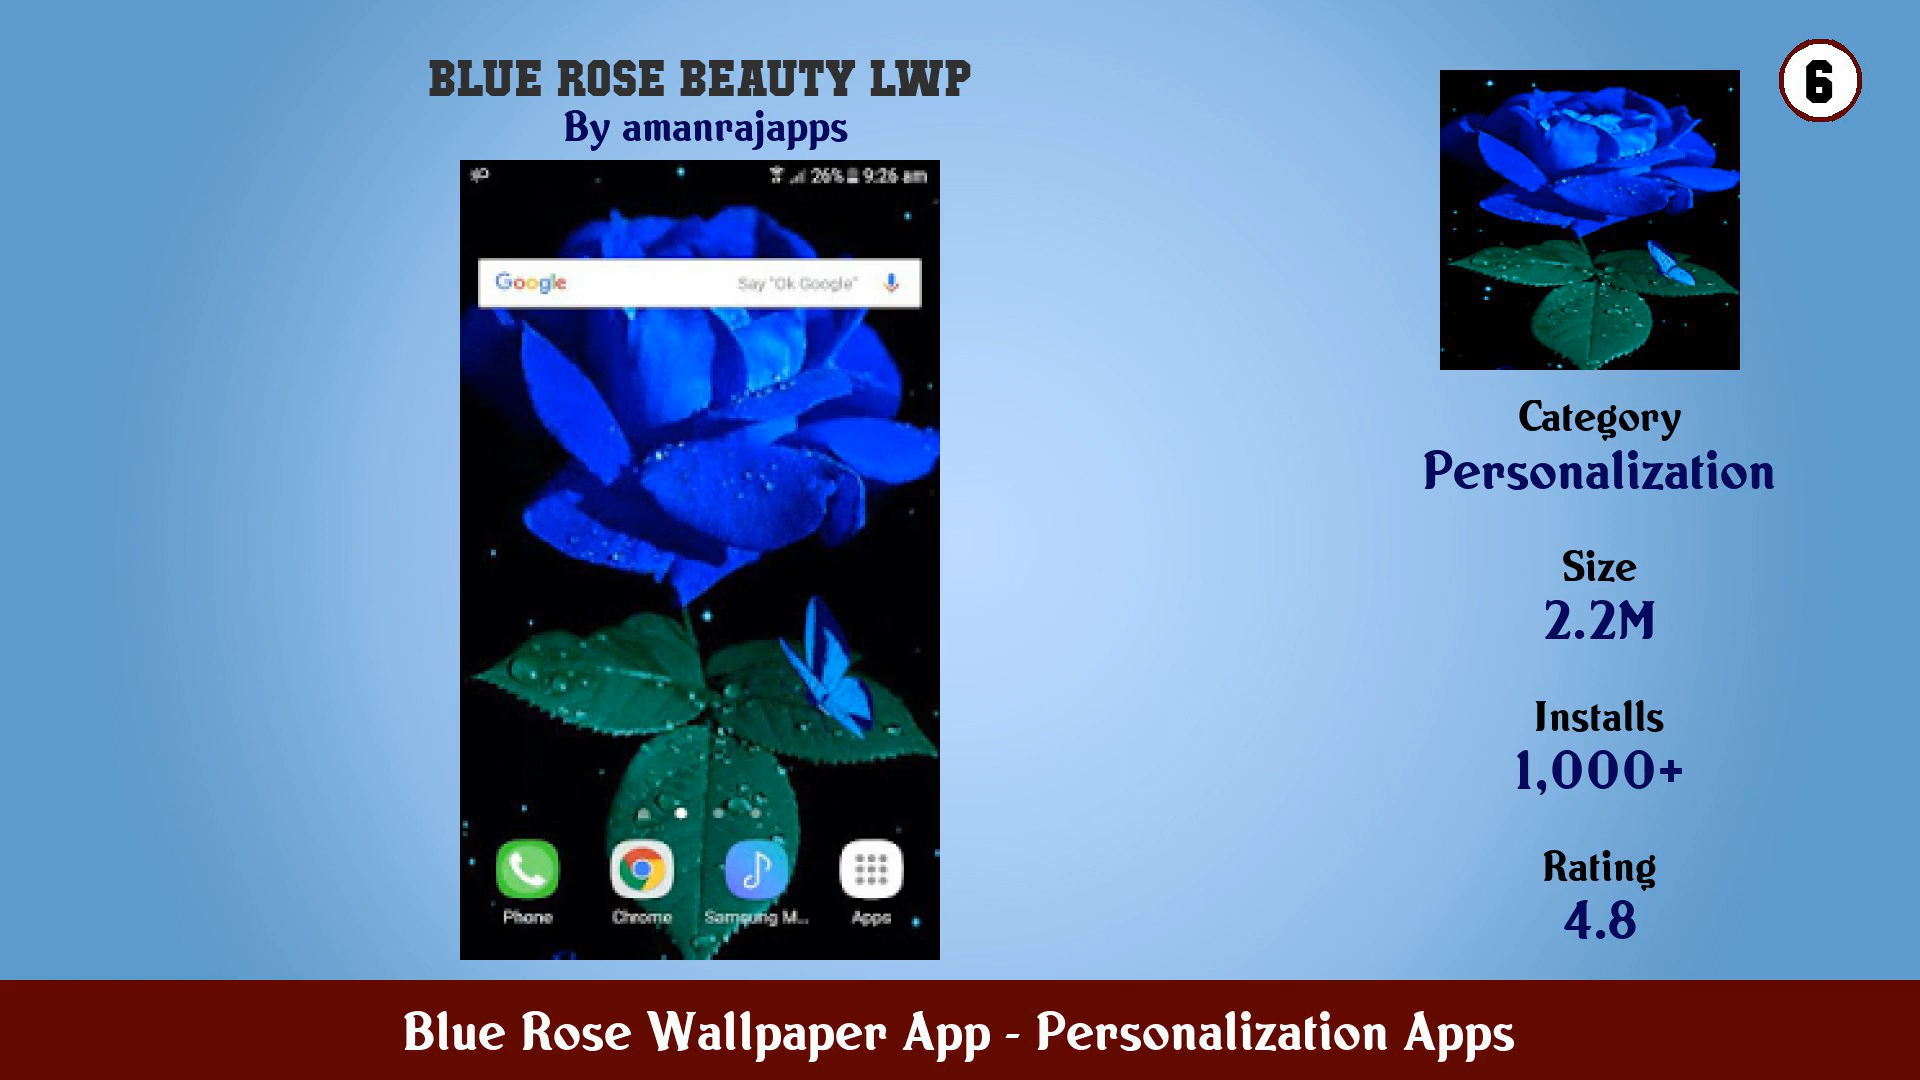 BLUE ROSE BEAUTY LWP
By amanrajapps
6
26% 9:26 am
Google Say "Ok Google"
Phone Chrome Samsung M... Apps
Category
Personalization
Size
2.2M
Installs
1,000+
Rating
4.8
Blue Rose Wallpaper App - Personalization Apps